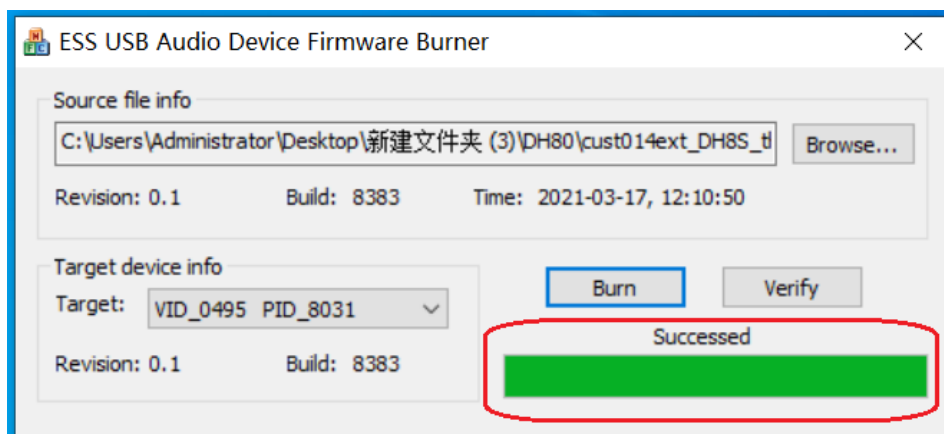 ESS USB Audio Device Firmware Burner
Source file info
C:\Users\Administrator\Desktop\新建文件夹 (3)\DH80\cust014ext_DH8S_tl Browse...
Revision: 0.1 Build: 8383 Time: 2021-03-17, 12:10:50
Target device info
Burn Verify
Target: VID_0495 PID_8031
Successed
Revision: 0.1 Build: 8383